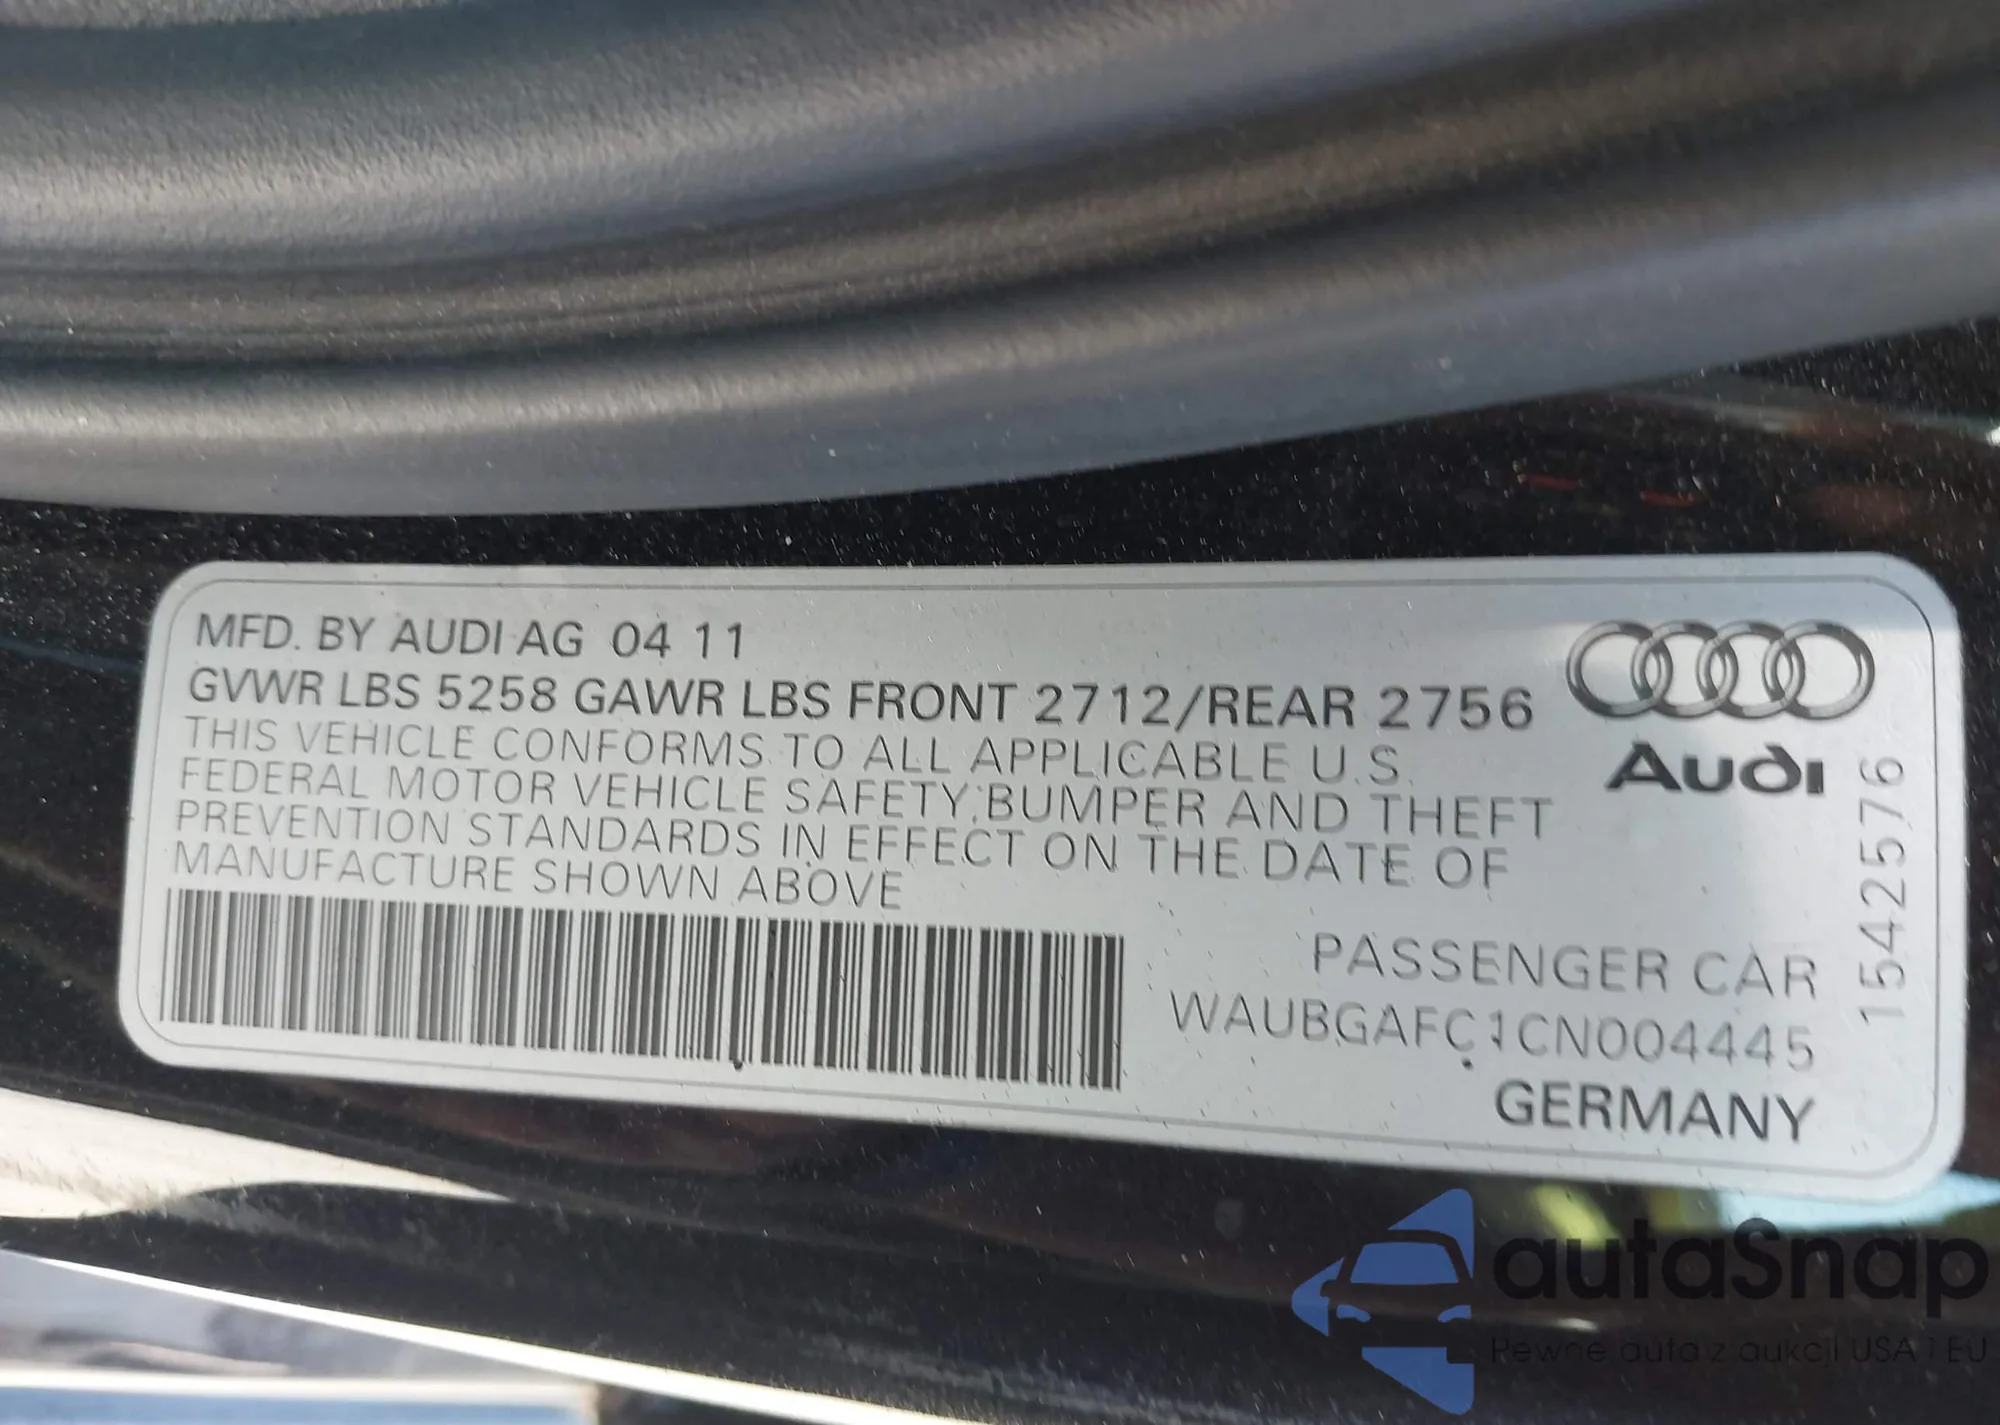 MFD. BY AUDI AG 04 11
GVWR LBS 5258 GAWR LBS FRONT 2712/REAR 2756
THIS VEHICLE CONFORMS TO ALL APPLICABLE U.S.
FEDERAL MOTOR VEHICLE SAFETY, BUMPER AND THEFT
PREVENTION STANDARDS IN EFFECT ON THE DATE OF
MANUFACTURE SHOWN ABOVE
Audi
1542576
PASSENGER CAR
WAUBGAFC1CN004445
GERMANY
autaSnap
Pewne auta z aukcji USA i EU